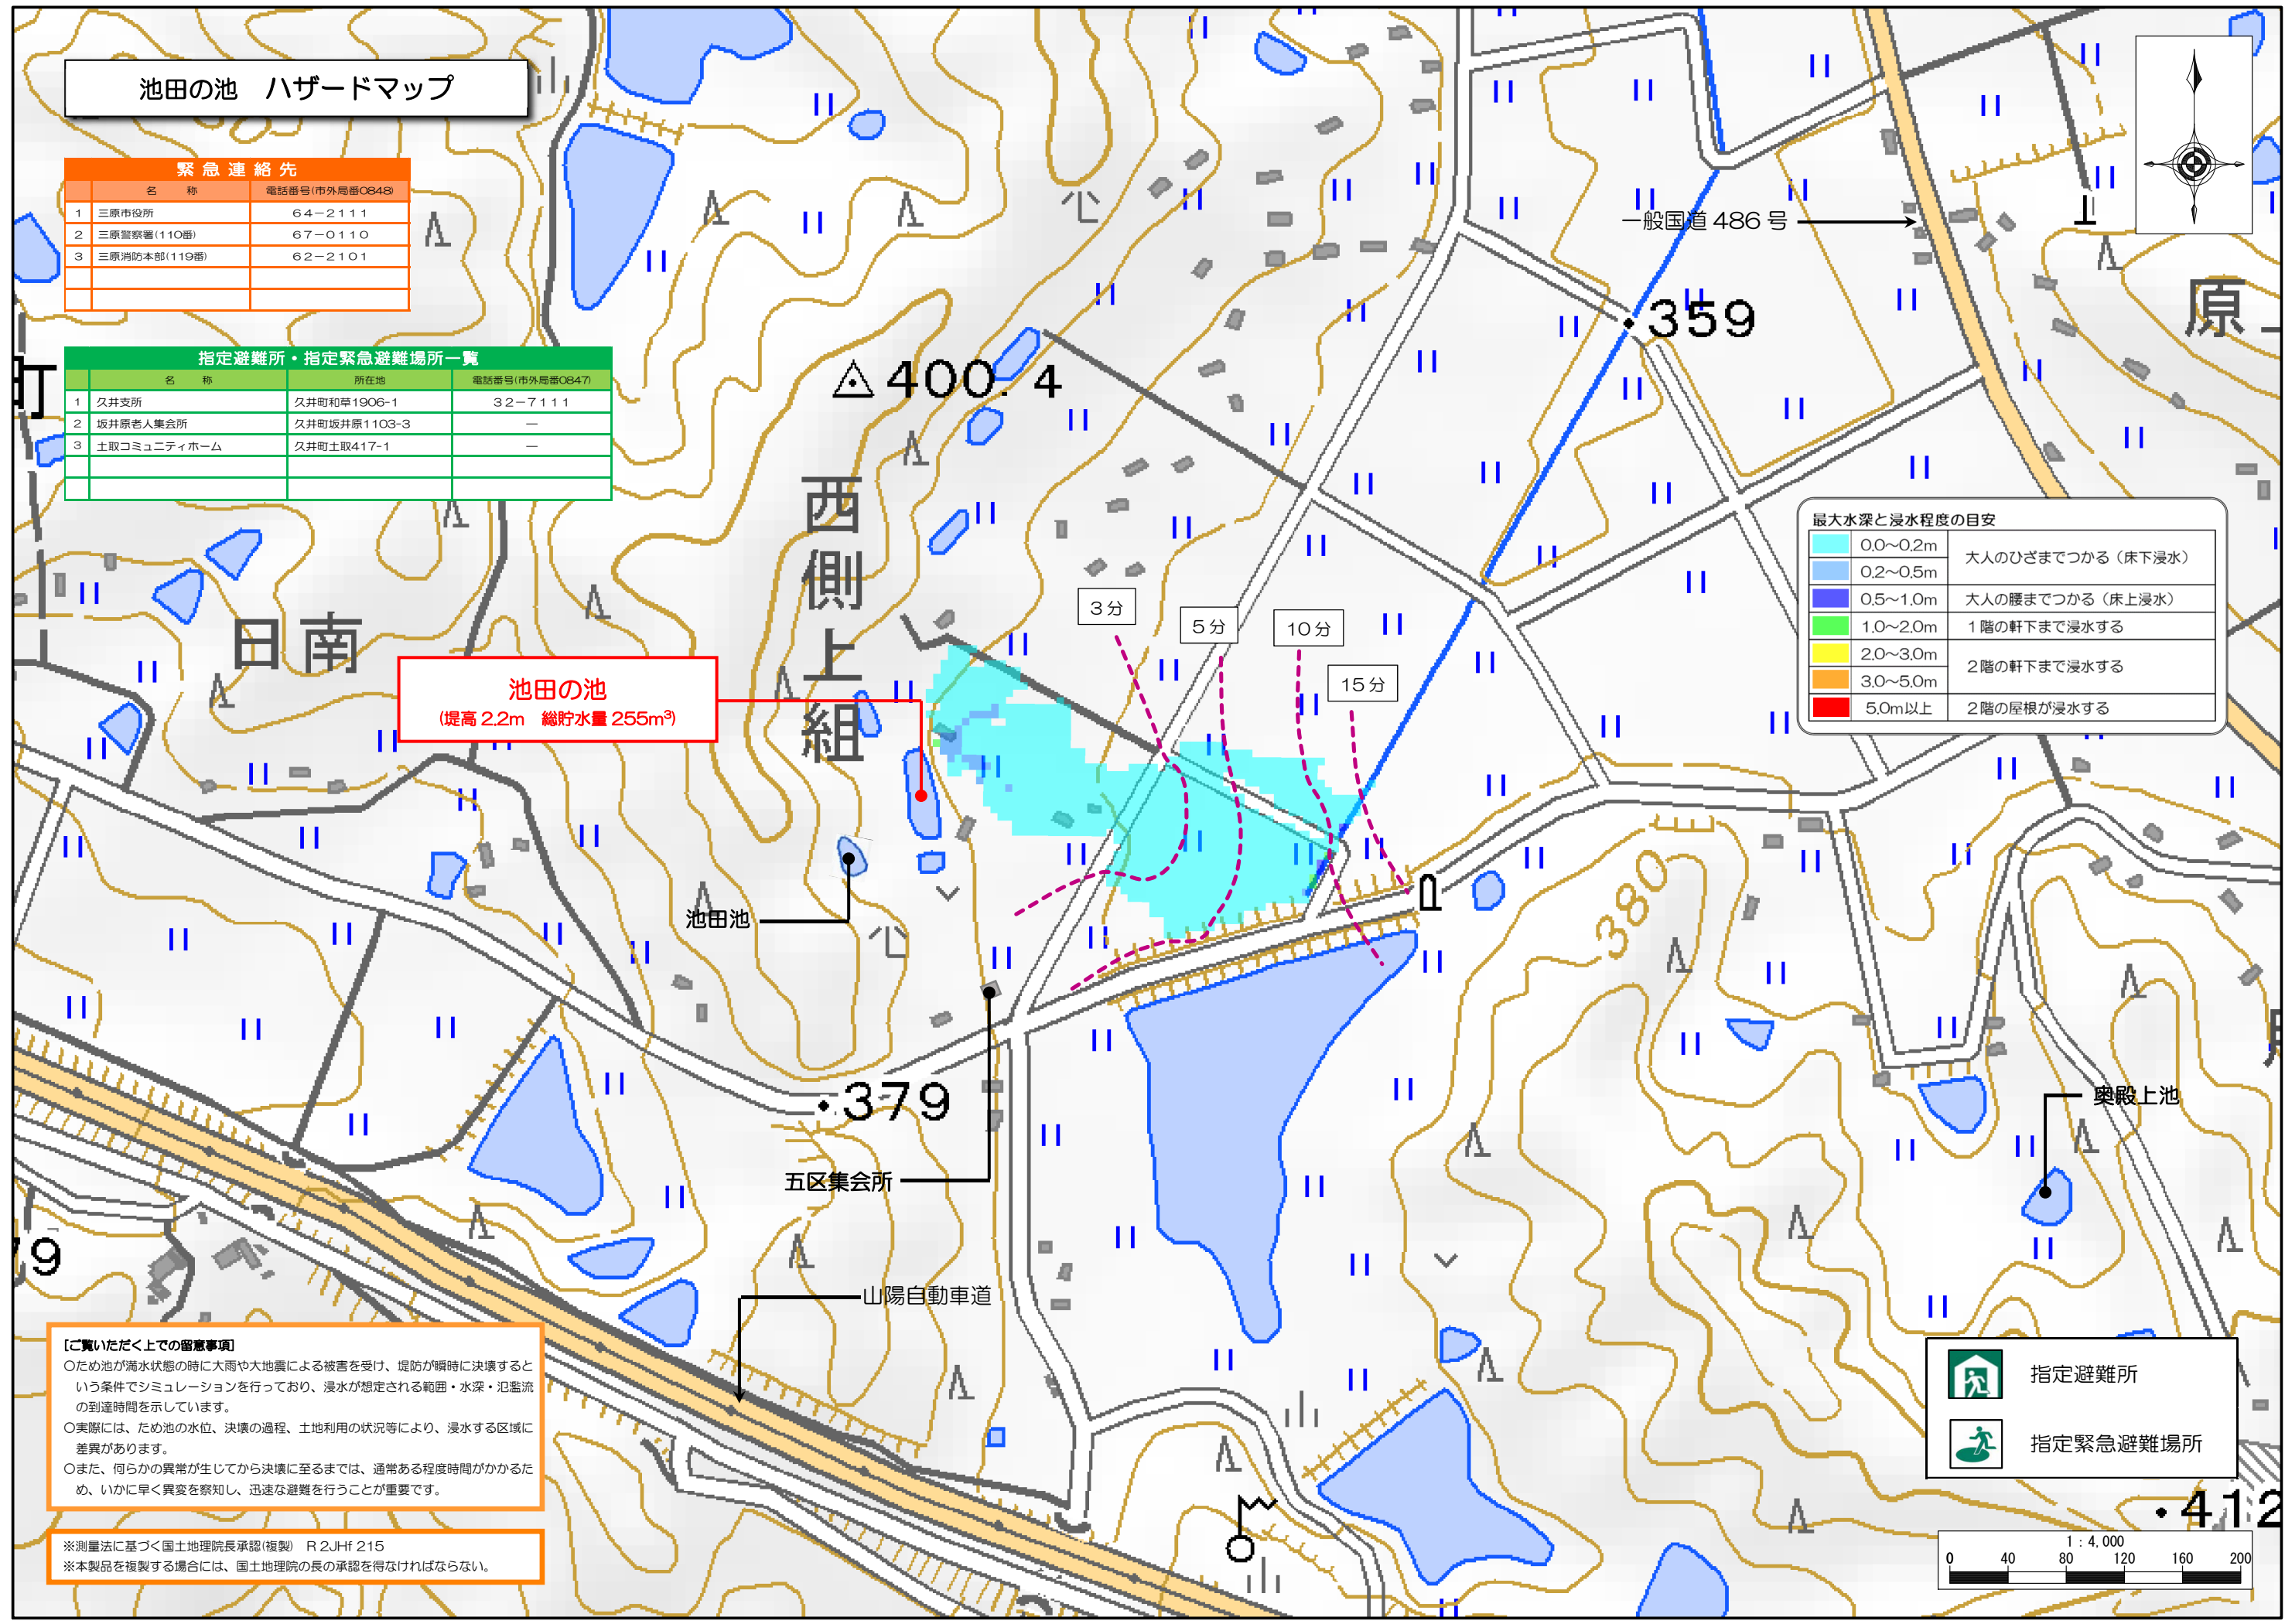 池田の池　ハザードマップ
緊急連絡先
名　称　電話番号(市外局番0848)
1　三原市役所　64-2111
2　三原警察署(110番)　67-0110
3　三原消防本部(119番)　62-2101
指定避難所・指定緊急避難場所一覧
名　称　所在地　電話番号(市外局番0847)
1　久井支所　久井町和草1906-1　32-7111
2　坂井原老人集会所　久井町坂井原1103-3　―
3　土取コミュニティホーム　久井町土取417-1　―
町
一般国道486号
359
原
400.4
西側上組
日南
池田の池
(堤高2.2m　総貯水量255m³)
3分
5分
10分
15分
最大水深と浸水程度の目安
0.0～0.2m　大人のひざまでつかる（床下浸水）
0.2～0.5m
0.5～1.0m　大人の腰までつかる（床上浸水）
1.0～2.0m　1階の軒下まで浸水する
2.0～3.0m　2階の軒下まで浸水する
3.0～5.0m
5.0m以上　2階の屋根が浸水する
池田池
380
379
五区集会所
奥殿上池
79
山陽自動車道
[ご覧いただく上での留意事項]
○ため池が満水状態の時に大雨や大地震による被害を受け、堤防が瞬時に決壊すると
いう条件でシミュレーションを行っており、浸水が想定される範囲・水深・氾濫流
の到達時間を示しています。
○実際には、ため池の水位、決壊の過程、土地利用の状況等により、浸水する区域に
差異があります。
○また、何らかの異常が生じてから決壊に至るまでは、通常ある程度時間がかかるた
め、いかに早く異変を察知し、迅速な避難を行うことが重要です。
※測量法に基づく国土地理院長承認(複製)　R 2JHf 215
※本製品を複製する場合には、国土地理院の長の承認を得なければならない。
指定避難所
指定緊急避難場所
412
1：4,000
0　40　80　120　160　200